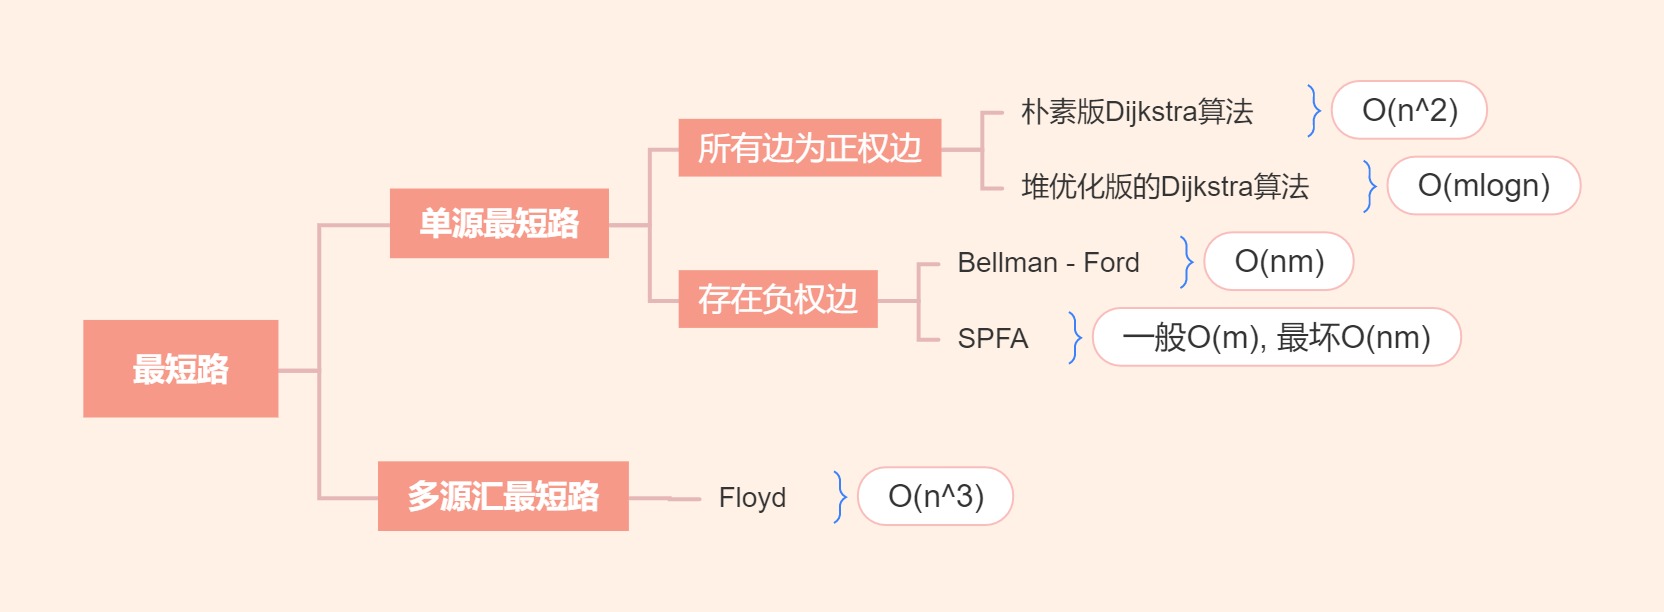 最短路
单源最短路
所有边为正权边
朴素版Dijkstra算法
O(n^2)
堆优化版的Dijkstra算法
O(mlogn)
存在负权边
Bellman - Ford
O(nm)
SPFA
一般O(m), 最坏O(nm)
多源汇最短路
Floyd
O(n^3)